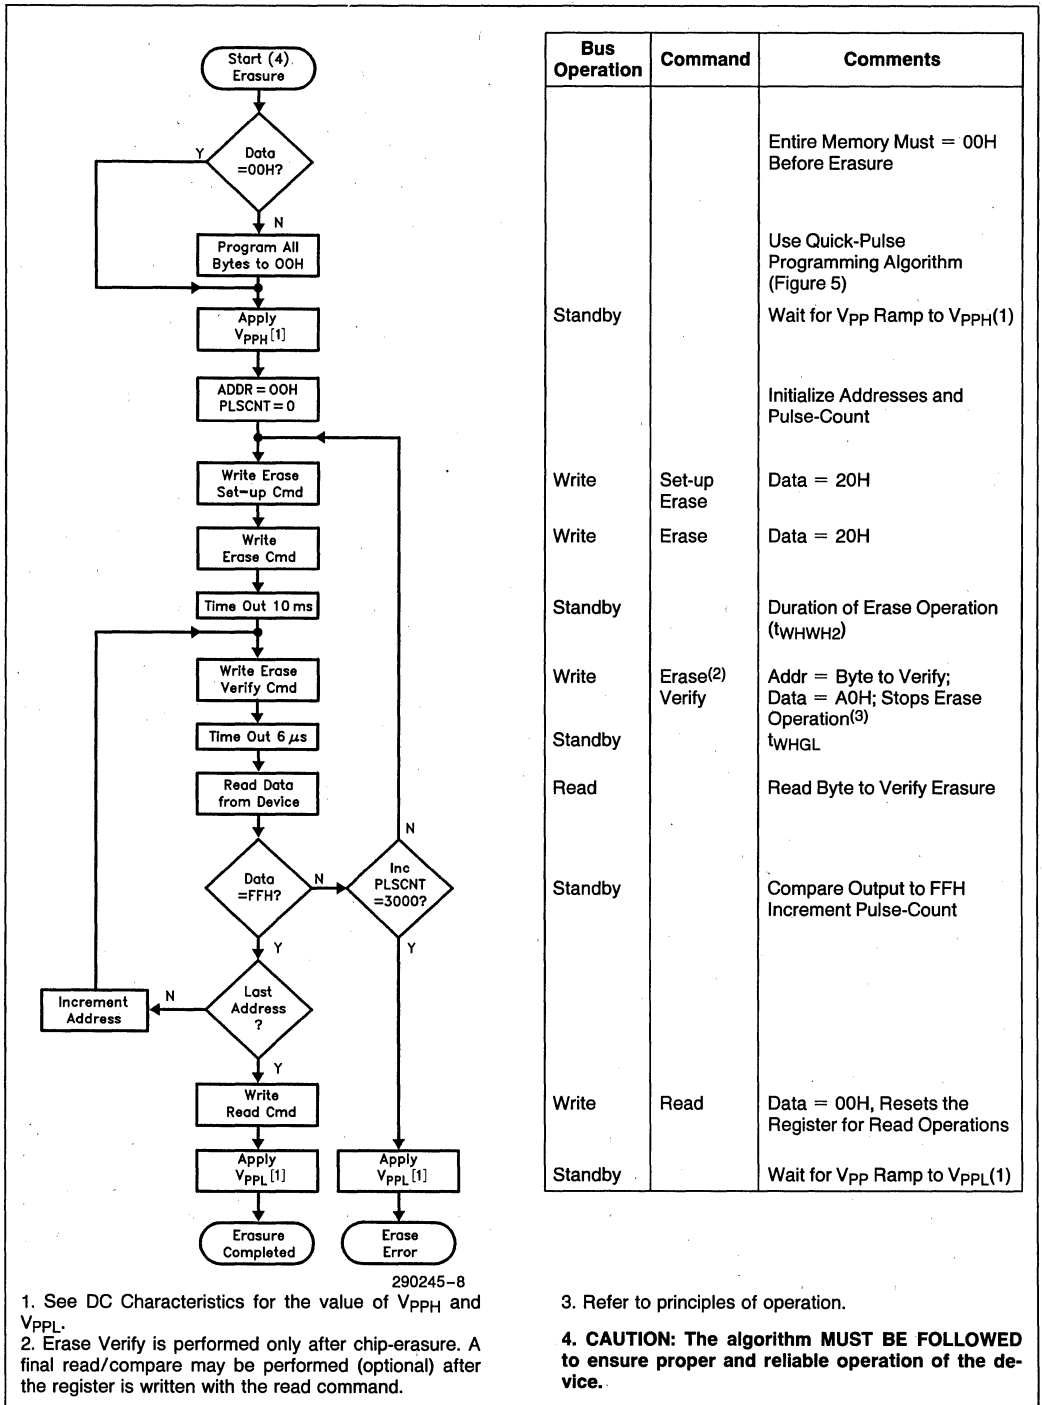 Start (4)
Erasure
Data
=00H?
Y
N
Program All
Bytes to 00H
Apply
VPPH[1]
ADDR = 00H
PLSCNT = 0
Write Erase
Set-up Cmd
Write
Erase Cmd
Time Out 10 ms
Write Erase
Verify Cmd
Time Out 6 μs
Read Data
from Device
Data
=FFH?
N
Y
Inc
PLSCNT
=3000?
N
Y
Last
Address
?
N
Y
Increment
Address
Write
Read Cmd
Apply
VPPL[1]
Apply
VPPL[1]
Erasure
Completed
Erase
Error
290245-8
Bus
Operation Command Comments
Entire Memory Must = 00H
Before Erasure
Use Quick-Pulse
Programming Algorithm
(Figure 5)
Standby Wait for VPP Ramp to VPPH(1)
Initialize Addresses and
Pulse-Count
Write Set-up Data = 20H
Erase
Write Erase Data = 20H
Standby Duration of Erase Operation
(tWHWH2)
Write Erase(2) Addr = Byte to Verify;
Verify Data = A0H; Stops Erase
Operation(3)
Standby tWHGL
Read Read Byte to Verify Erasure
Standby Compare Output to FFH
Increment Pulse-Count
Write Read Data = 00H, Resets the
Register for Read Operations
Standby Wait for VPP Ramp to VPPL(1)
1. See DC Characteristics for the value of VPPH and
VPPL.
2. Erase Verify is performed only after chip-erasure. A
final read/compare may be performed (optional) after
the register is written with the read command.
3. Refer to principles of operation.
4. CAUTION: The algorithm MUST BE FOLLOWED
to ensure proper and reliable operation of the de-
vice.